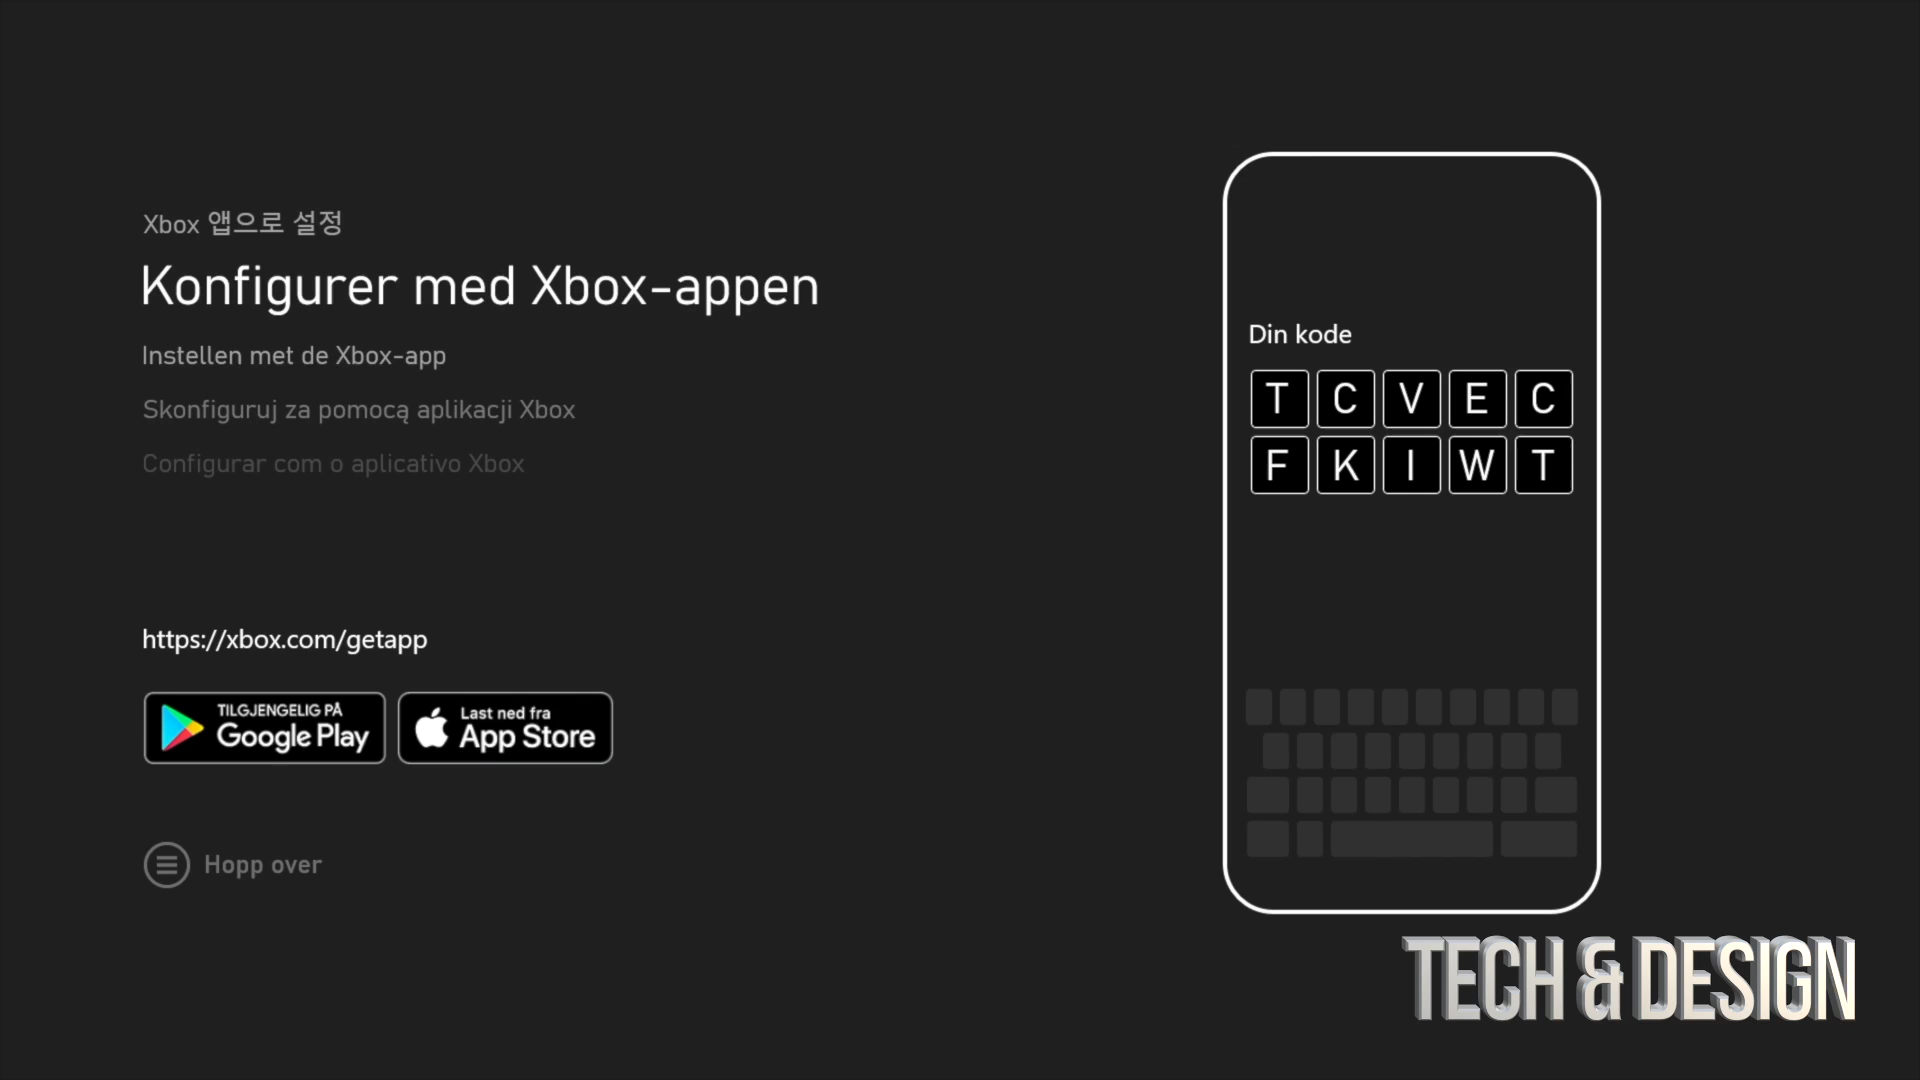 Xbox 앱으로 설정
Konfigurer med Xbox-appen
Instellen met de Xbox-app
Skonfiguruj za pomocą aplikacji Xbox
Configurar com o aplicativo Xbox
https://xbox.com/getapp
TILGJENGELIG PÅ
Google Play
Last ned fra
App Store
Hopp over
Din kode
T C V E C
F K I W T
TECH & DESIGN